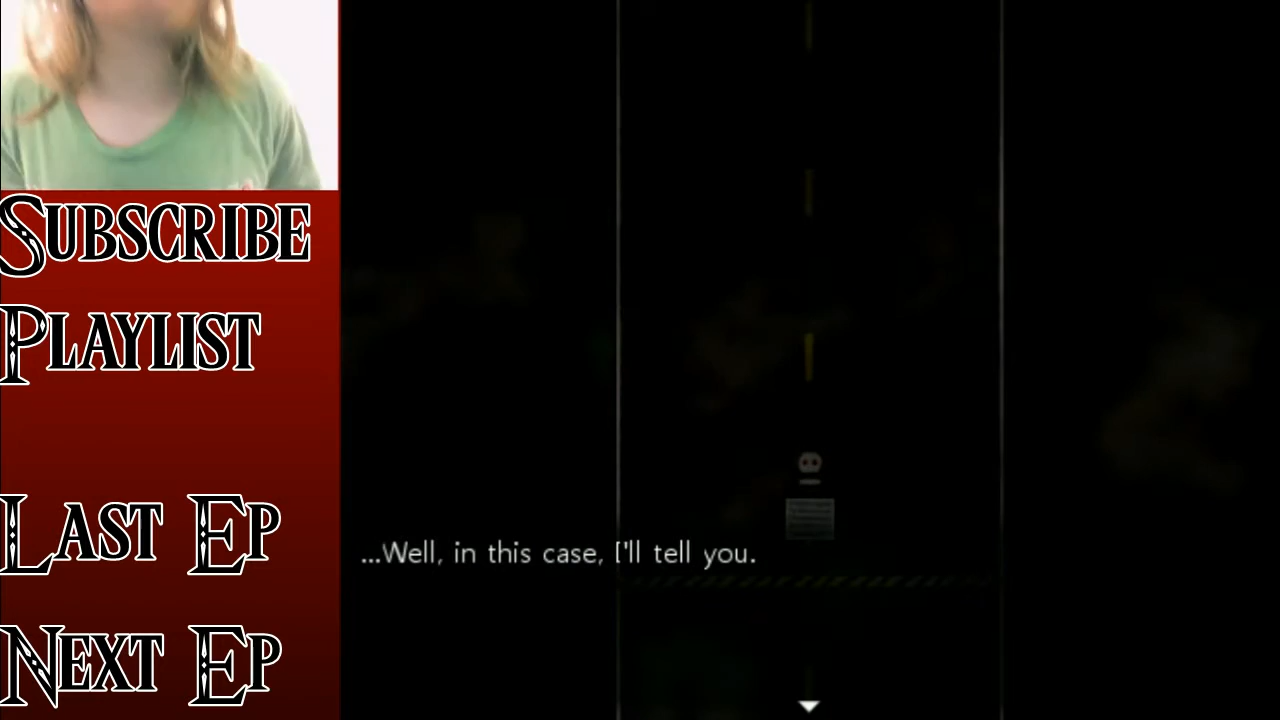 Subscribe
Playlist
Last Ep
Next Ep
...Well, in this case, I'll tell you.